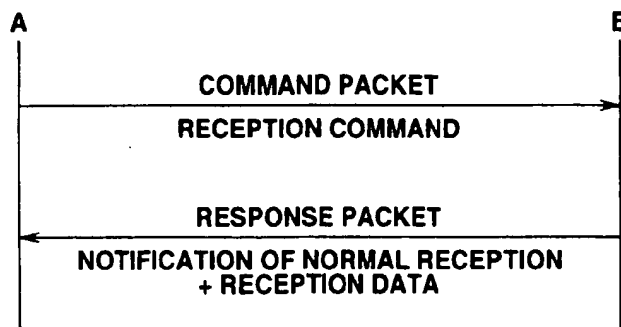 A
COMMAND PACKET
RECEPTION COMMAND
RESPONSE PACKET
NOTIFICATION OF NORMAL RECEPTION
+ RECEPTION DATA